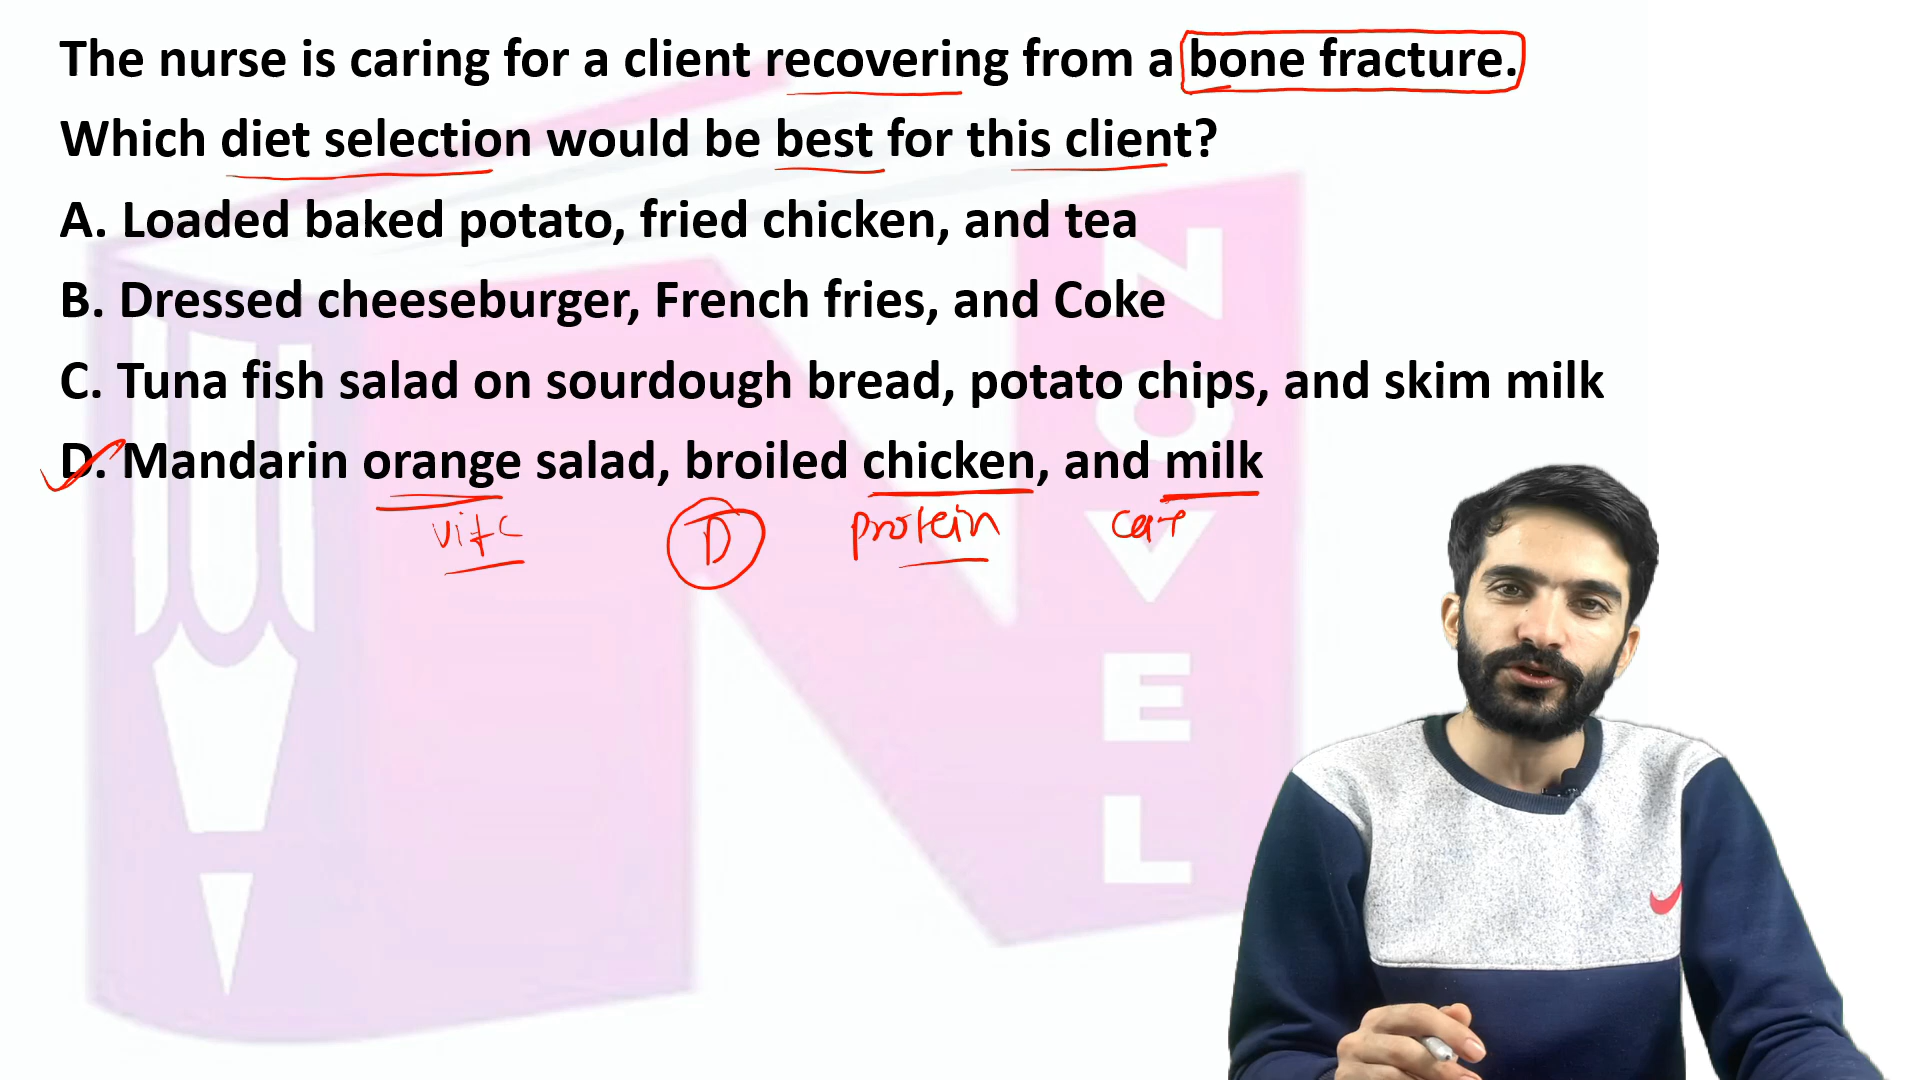 The nurse is caring for a client recovering from a bone fracture.
Which diet selection would be best for this client?
A. Loaded baked potato, fried chicken, and tea
B. Dressed cheeseburger, French fries, and Coke
C. Tuna fish salad on sourdough bread, potato chips, and skim milk
D. Mandarin orange salad, broiled chicken, and milk
vit c D protein
NOVEL